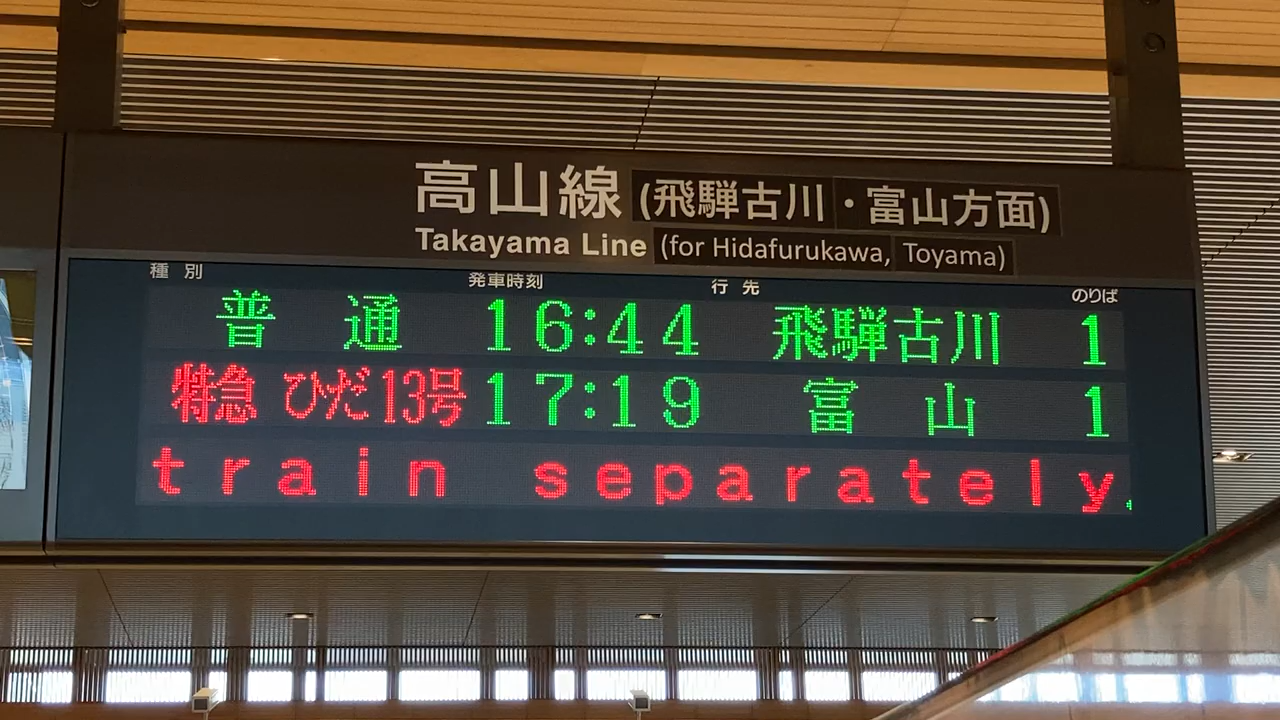 高山線 (飛騨古川・富山方面)
Takayama Line (for Hidafurukawa, Toyama)
種別 発車時刻 行先 のりば
普通 16:44 飛騨古川 1
特急 ひだ13号 17:19 富山 1
train separately.